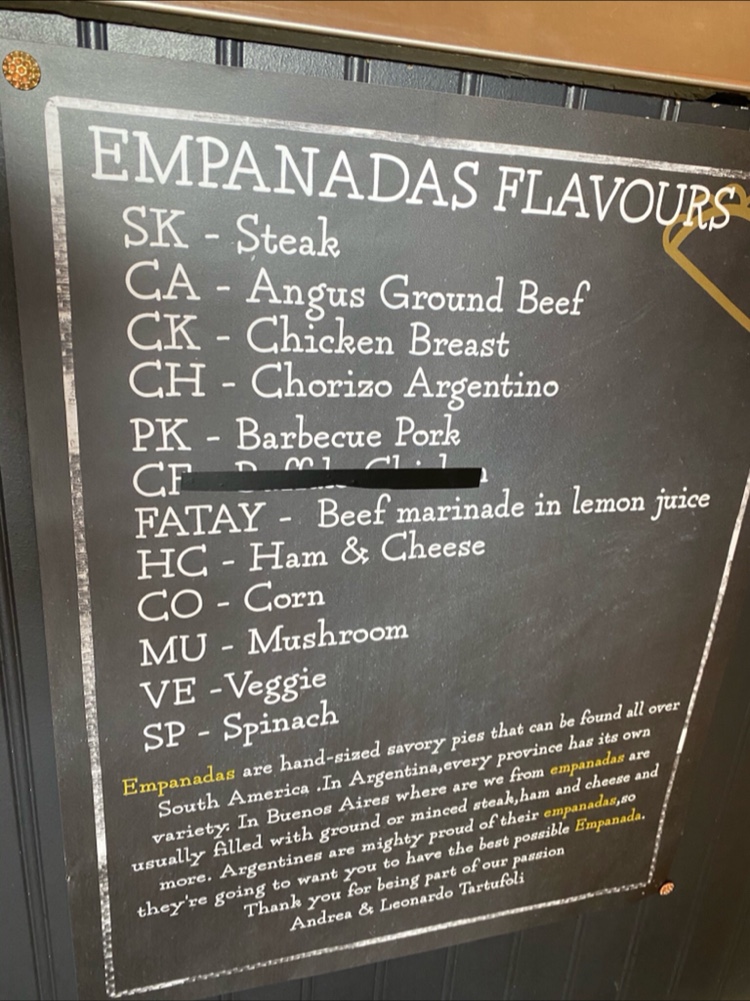 EMPANADAS FLAVOURS
SK - Steak
CA - Angus Ground Beef
CK - Chicken Breast
CH - Chorizo Argentino
PK - Barbecue Pork
CF
FATAY - Beef marinade in lemon juice
HC - Ham & Cheese
CO - Corn
MU - Mushroom
VE -Veggie
SP - Spinach
Empanadas are hand-sized savory pies that can be found all over
South America .In Argentina,every province has its own
variety. In Buenos Aires where are we from empanadas are
usually filled with ground or minced steak,ham and cheese and
more. Argentines are mighty proud of their empanadas,so
they're going to want you to have the best possible Empanada.
Thank you for being part of our passion
Andrea & Leonardo Tartufoli